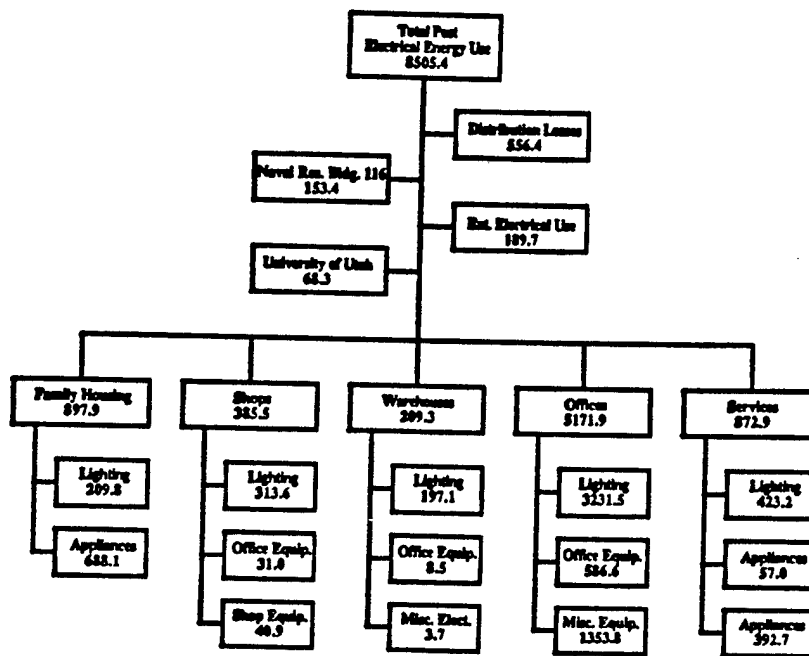 Total Post
Electrical Energy Use
8505.4
Distribution Losses
556.4
Naval Res. Bldg. 116
153.4
Ext. Electrical Use
189.7
University of Utah
68.3
Family Housing
897.9
Shops
385.5
Warehouses
209.3
Offices
5171.9
Services
872.9
Lighting
209.8
Lighting
313.6
Lighting
197.1
Lighting
3231.5
Lighting
423.2
Appliances
688.1
Office Equip.
31.0
Office Equip.
8.5
Office Equip.
586.6
Appliances
57.0
Shop Equip.
40.9
Misc. Elect.
3.7
Misc. Equip.
1353.8
Appliances
392.7